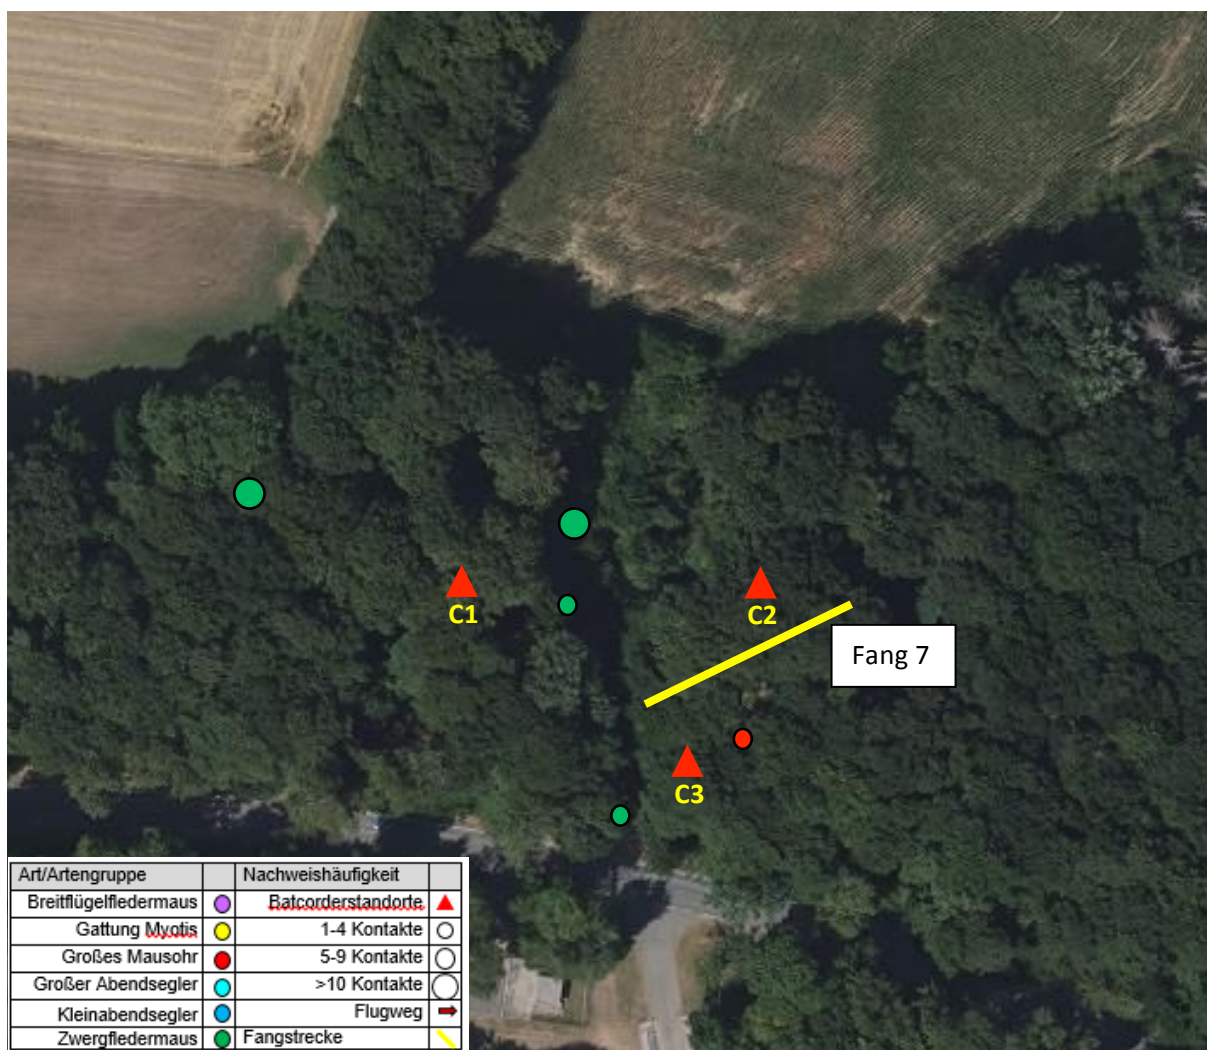 C1
C2
Fang 7
C3
Art/Artengruppe Nachweishäufigkeit
Breitflügelfledermaus Batcorderstandorte
Gattung Myotis 1-4 Kontakte
Großes Mausohr 5-9 Kontakte
Großer Abendsegler >10 Kontakte
Kleinabendsegler Flugweg
Zwergfledermaus Fangstrecke